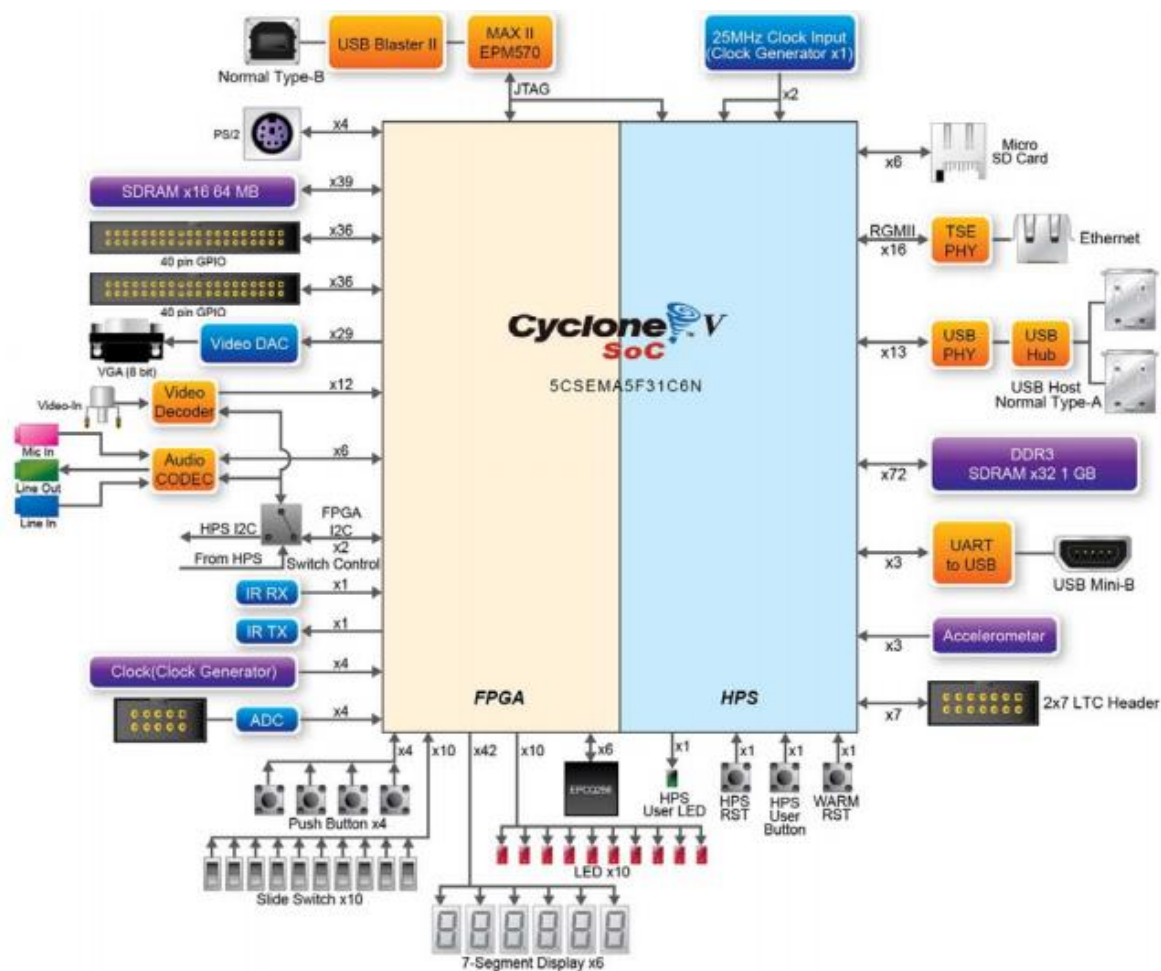 Normal Type-B
USB Blaster II
MAX II
EPM570
25MHz Clock Input
(Clock Generator x1)
JTAG
x2
PS/2
x4
SDRAM x16 64 MB
x39
40 pin GPIO
x36
40 pin GPIO
x36
VGA (8 bit)
Video DAC
x29
Video-In
Video
Decoder
x12
Mic In
Line Out
Line In
Audio
CODEC
x6
HPS I2C
From HPS
FPGA
I2C
x2
Switch Control
IR RX
x1
IR TX
x1
Clock(Clock Generator)
x4
ADC
x4
Cyclone V
SoC
5CSEMA5F31C6N
FPGA
HPS
x6
Micro
SD Card
RGMII
x16
TSE
PHY
Ethernet
x13
USB
PHY
USB
Hub
USB Host
Normal Type-A
x72
DDR3
SDRAM x32 1 GB
x3
UART
to USB
USB Mini-B
x3
Accelerometer
x7
2x7 LTC Header
x4
x10
x42
x10
x6
x1
x1
x1
x1
Push Button x4
Slide Switch x10
7-Segment Display x6
LED x10
EPCQ256
HPS
User LED
HPS
RST
HPS
User
Button
WARM
RST